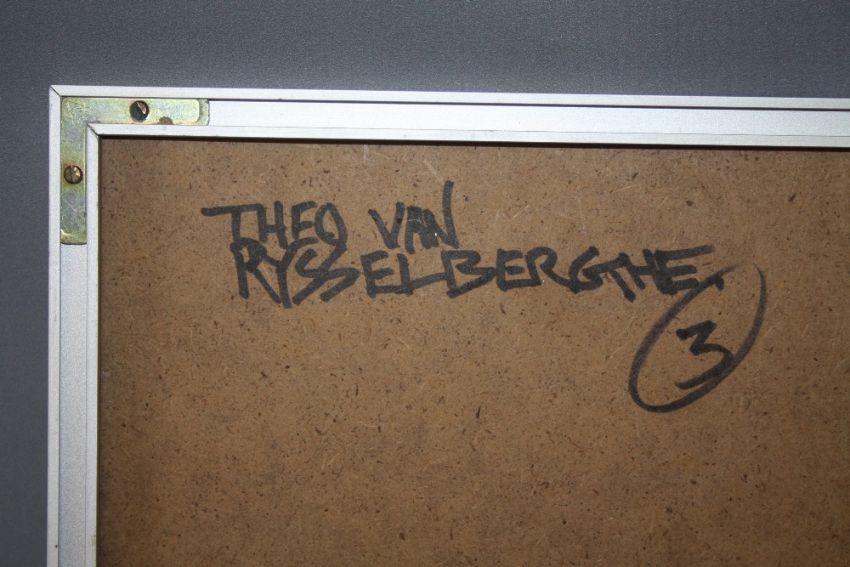 THEO VAN
RYSSELBERGHE
3